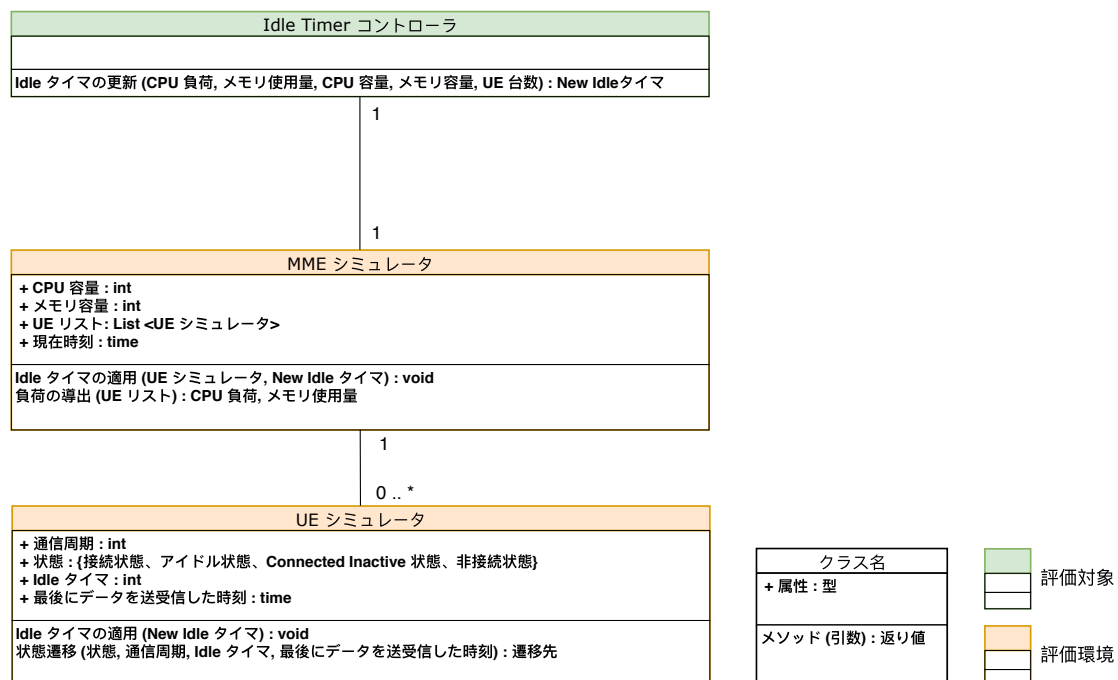 Idle Timer コントローラ
Idle タイマの更新 (CPU 負荷, メモリ使用量, CPU 容量, メモリ容量, UE 台数) : New Idleタイマ
1
1
MME シミュレータ
+ CPU 容量 : int
+ メモリ容量 : int
+ UE リスト: List <UE シミュレータ>
+ 現在時刻 : time
Idle タイマの適用 (UE シミュレータ, New Idle タイマ) : void
負荷の導出 (UE リスト) : CPU 負荷, メモリ使用量
1
0 .. *
UE シミュレータ
+ 通信周期 : int
+ 状態 : {接続状態、アイドル状態、Connected Inactive 状態、非接続状態}
+ Idle タイマ : int
+ 最後にデータを送受信した時刻 : time
Idle タイマの適用 (New Idle タイマ) : void
状態遷移 (状態, 通信周期, Idle タイマ, 最後にデータを送受信した時刻) : 遷移先
クラス名
+ 属性 : 型
メソッド (引数) : 返り値
評価対象
評価環境